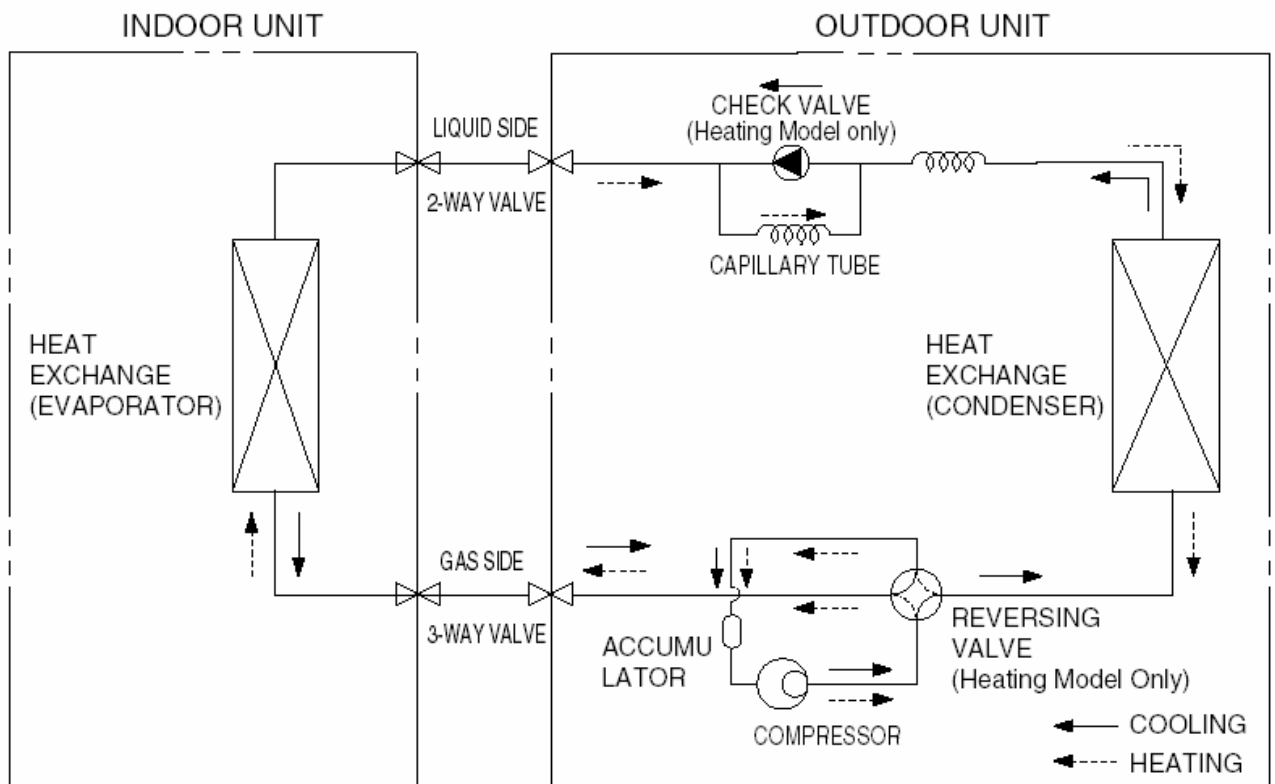 INDOOR UNIT
OUTDOOR UNIT
CHECK VALVE
(Heating Model only)
LIQUID SIDE
2-WAY VALVE
CAPILLARY TUBE
HEAT
EXCHANGE
(EVAPORATOR)
HEAT
EXCHANGE
(CONDENSER)
GAS SIDE
3-WAY VALVE
ACCUMU
LATOR
COMPRESSOR
REVERSING
VALVE
(Heating Model Only)
COOLING
HEATING